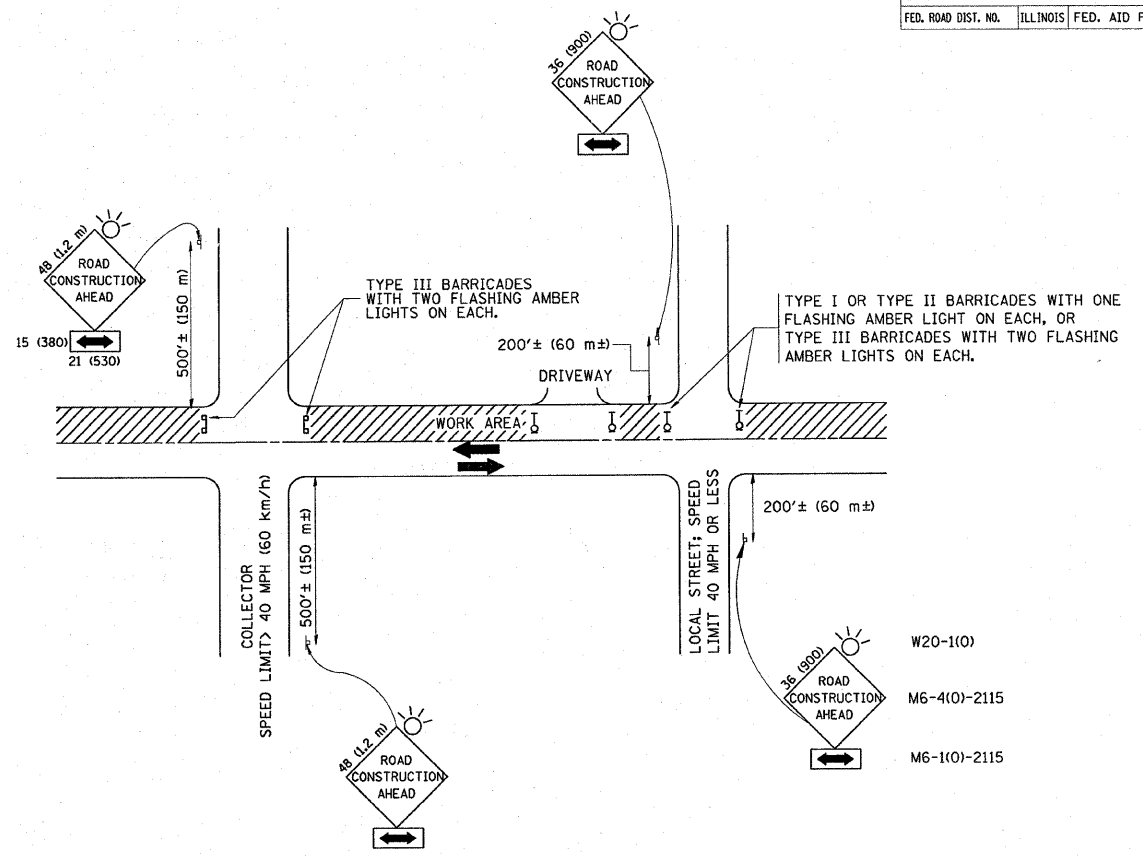 FED. ROAD DIST. NO. ILLINOIS FED. AID
36 (900)
ROAD
CONSTRUCTION
AHEAD
48 (1.2 m)
ROAD
CONSTRUCTION
AHEAD
15 (380)
21 (530)
500'± (150 m)
TYPE III BARRICADES
WITH TWO FLASHING AMBER
LIGHTS ON EACH.
200'± (60 m±)
DRIVEWAY
TYPE I OR TYPE II BARRICADES WITH ONE
FLASHING AMBER LIGHT ON EACH, OR
TYPE III BARRICADES WITH TWO FLASHING
AMBER LIGHTS ON EACH.
WORK AREA
COLLECTOR
SPEED LIMIT> 40 MPH (60 km/h)
500'± (150 m±)
LOCAL STREET; SPEED
LIMIT 40 MPH OR LESS
200'± (60 m±)
48 (1.2 m)
ROAD
CONSTRUCTION
AHEAD
36 (900)
ROAD
CONSTRUCTION
AHEAD
W20-1(O)
M6-4(O)-2115
M6-1(O)-2115